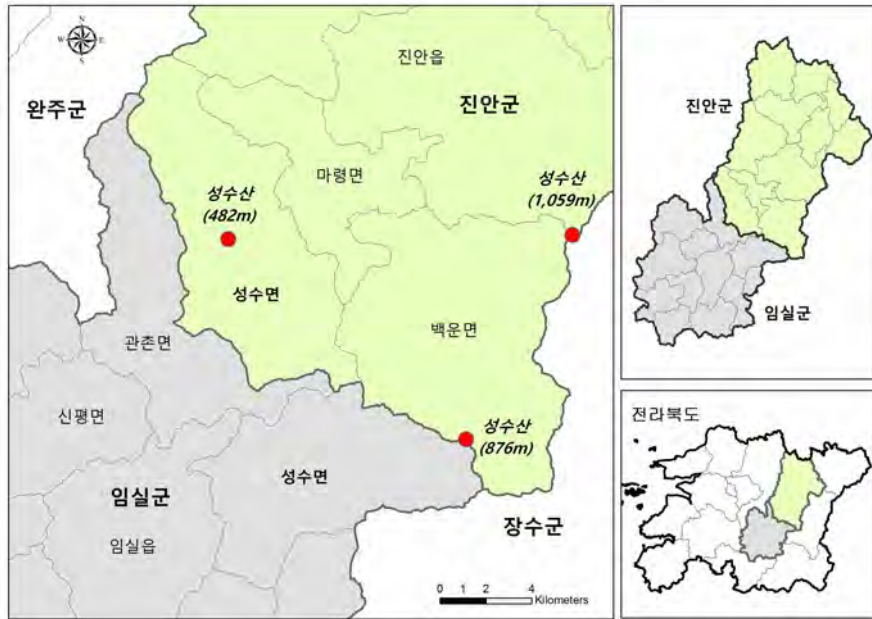 N
W
E
S
완주군
진안읍
진안군
마령면
성수산
(482m)
성수산
(1,059m)
성수면
백운면
관촌면
신평면
성수산
(876m)
성수면
임실군
임실읍
장수군
0 2 4
Kilometers
진안군
임실군
전라북도